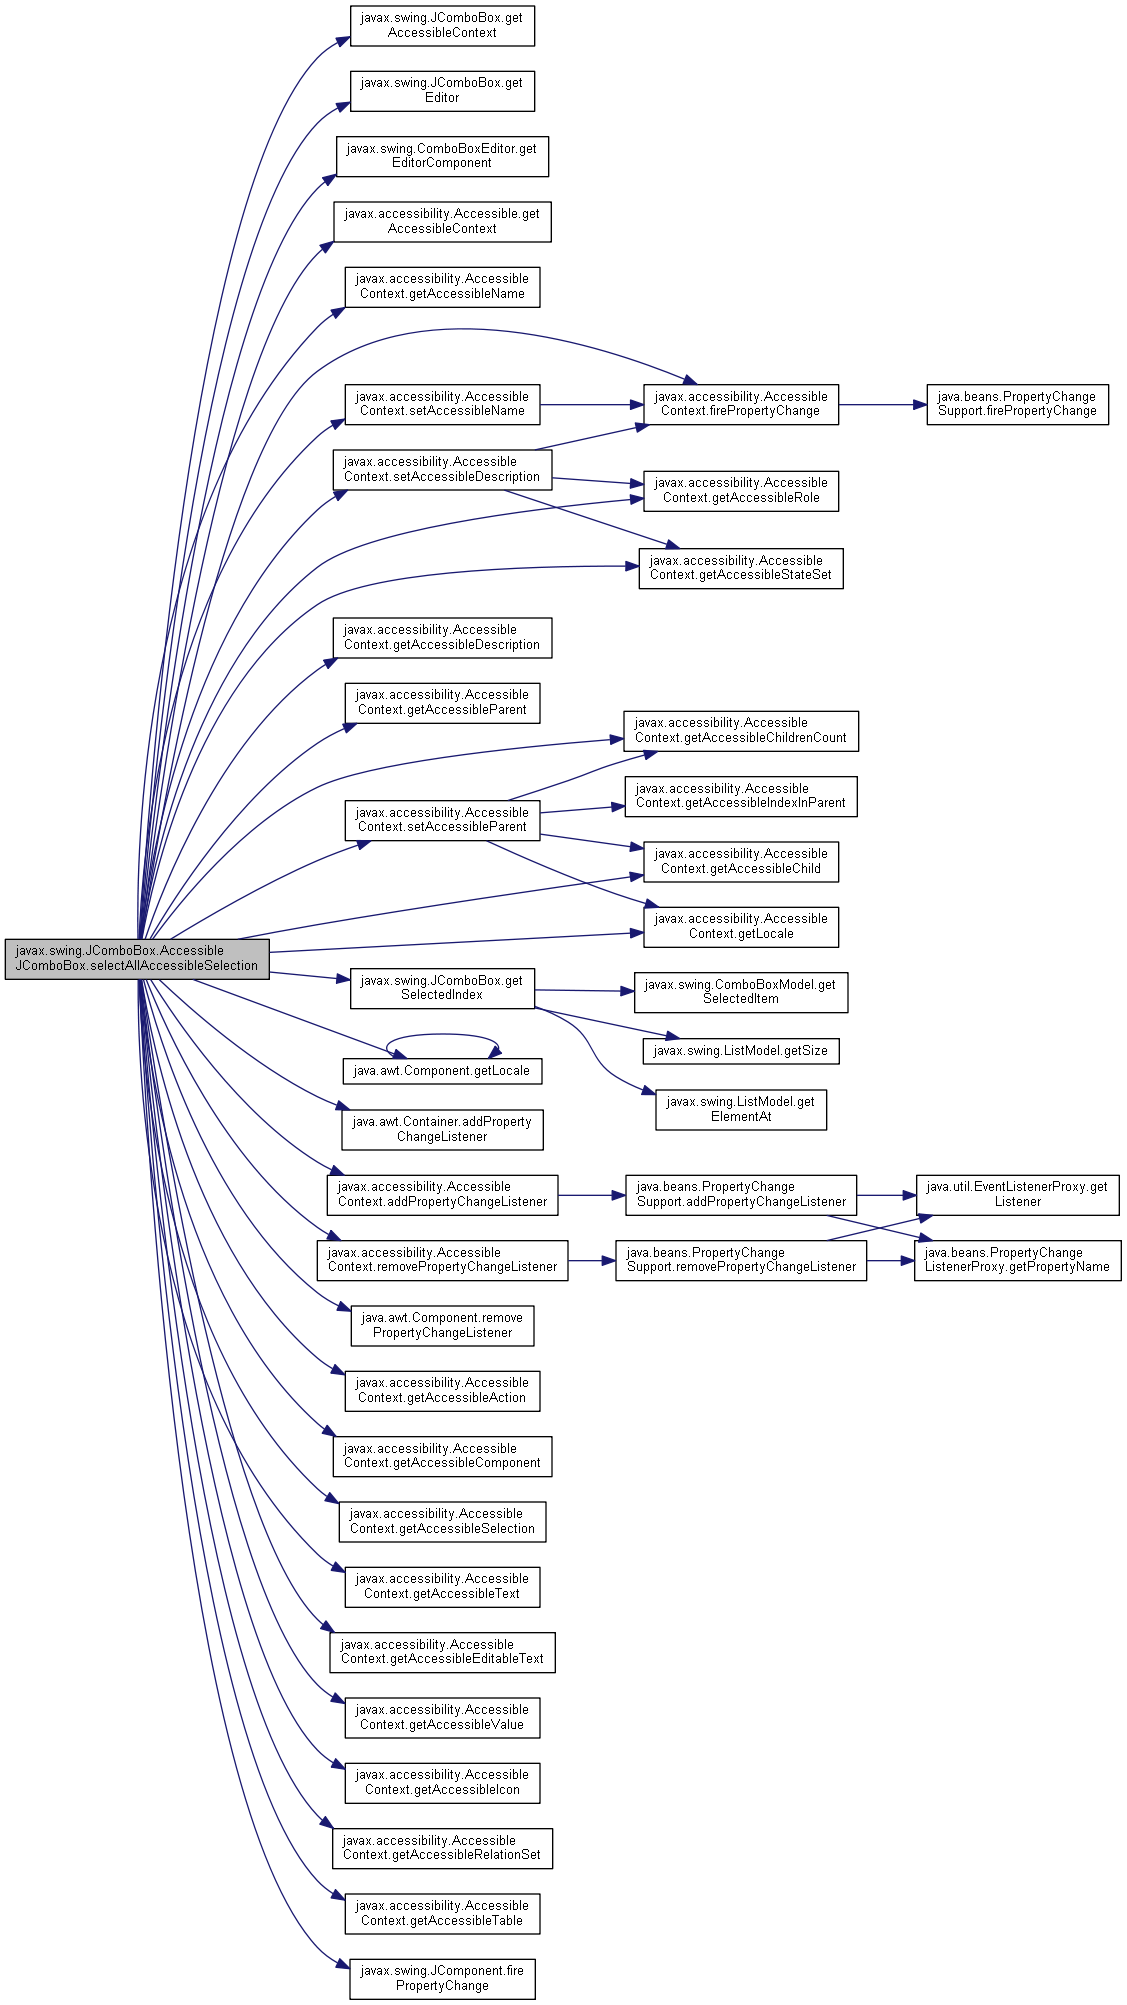 javax.swing.JComboBox.get
AccessibleContext
javax.swing.JComboBox.get
Editor
javax.swing.ComboBoxEditor.get
EditorComponent
javax.accessibility.Accessible.get
AccessibleContext
javax.accessibility.Accessible
Context.getAccessibleName
javax.accessibility.Accessible
Context.setAccessibleName
javax.accessibility.Accessible
Context.firePropertyChange
java.beans.PropertyChange
Support.firePropertyChange
javax.accessibility.Accessible
Context.setAccessibleDescription
javax.accessibility.Accessible
Context.getAccessibleRole
javax.accessibility.Accessible
Context.getAccessibleStateSet
javax.accessibility.Accessible
Context.getAccessibleDescription
javax.accessibility.Accessible
Context.getAccessibleParent
javax.accessibility.Accessible
Context.getAccessibleChildrenCount
javax.accessibility.Accessible
Context.getAccessibleIndexInParent
javax.accessibility.Accessible
Context.setAccessibleParent
javax.accessibility.Accessible
Context.getAccessibleChild
javax.accessibility.Accessible
Context.getLocale
javax.swing.JComboBox.Accessible
JComboBox.selectAllAccessibleSelection
javax.swing.JComboBox.get
SelectedIndex
javax.swing.ComboBoxModel.get
SelectedItem
javax.swing.ListModel.getSize
java.awt.Component.getLocale
javax.swing.ListModel.get
ElementAt
java.awt.Container.addProperty
ChangeListener
javax.accessibility.Accessible
Context.addPropertyChangeListener
java.beans.PropertyChange
Support.addPropertyChangeListener
java.util.EventListenerProxy.get
Listener
javax.accessibility.Accessible
Context.removePropertyChangeListener
java.beans.PropertyChange
Support.removePropertyChangeListener
java.beans.PropertyChange
ListenerProxy.getPropertyName
java.awt.Component.remove
PropertyChangeListener
javax.accessibility.Accessible
Context.getAccessibleAction
javax.accessibility.Accessible
Context.getAccessibleComponent
javax.accessibility.Accessible
Context.getAccessibleSelection
javax.accessibility.Accessible
Context.getAccessibleText
javax.accessibility.Accessible
Context.getAccessibleEditableText
javax.accessibility.Accessible
Context.getAccessibleValue
javax.accessibility.Accessible
Context.getAccessibleIcon
javax.accessibility.Accessible
Context.getAccessibleRelationSet
javax.accessibility.Accessible
Context.getAccessibleTable
javax.swing.JComponent.fire
PropertyChange